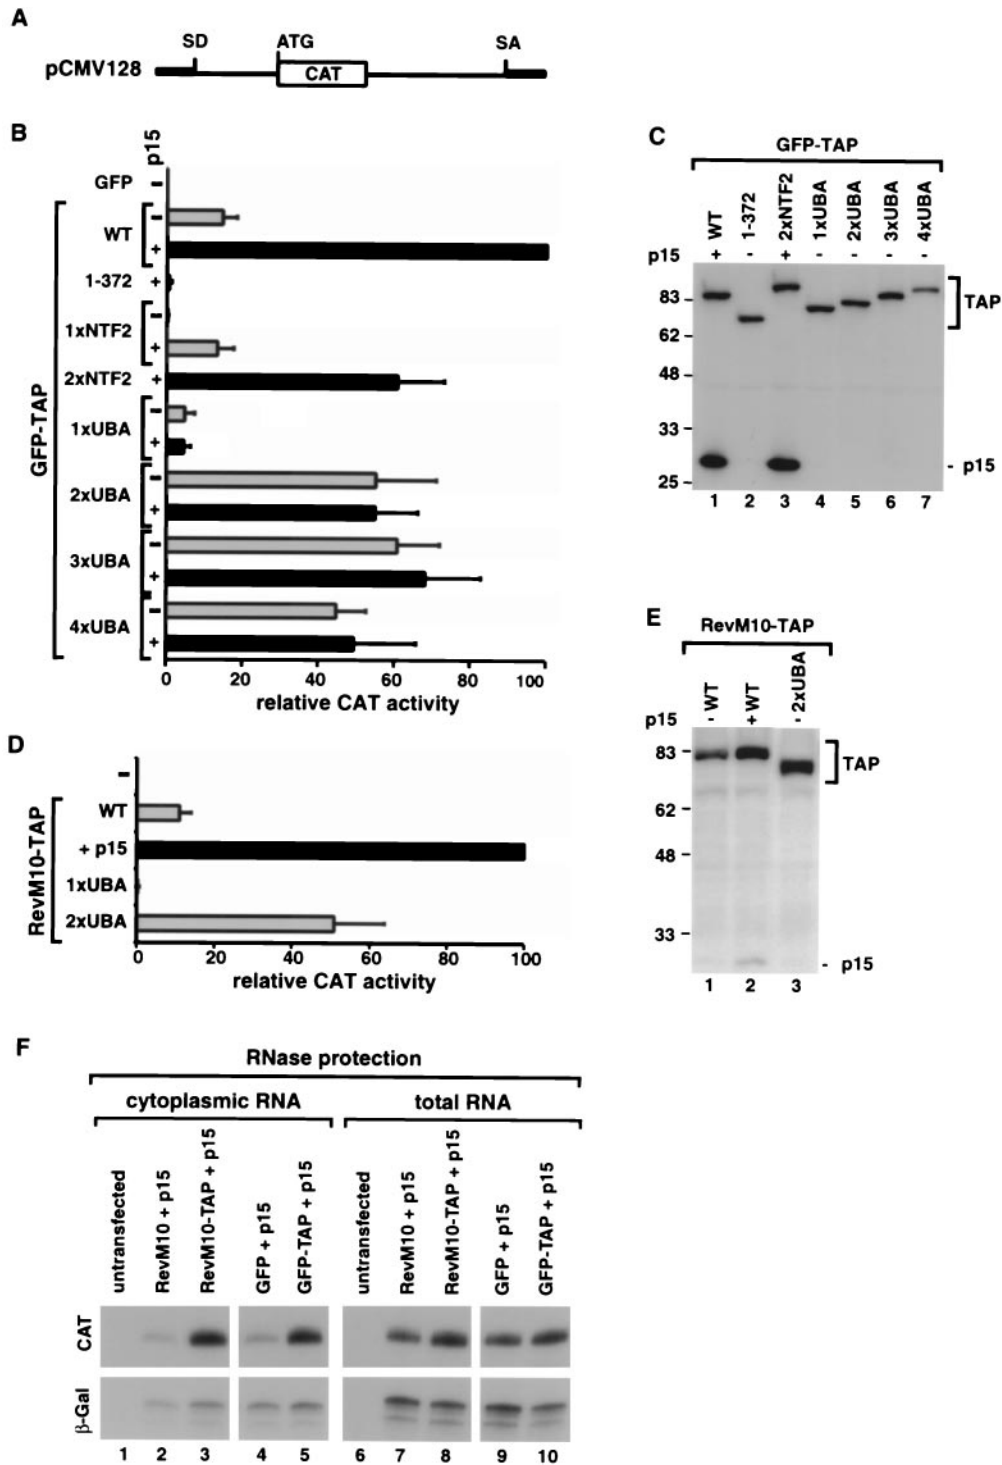 A
SD ATG SA
pCMV128 CAT
B
p15
GFP -
GFP-TAP
WT -
+
1-372 +
1xNTF2 -
+
2xNTF2 +
1xUBA -
+
2xUBA -
+
3xUBA -
+
4xUBA -
+
0 20 40 60 80 100
relative CAT activity
C
GFP-TAP
WT 1-372 2xNTF2 1xUBA 2xUBA 3xUBA 4xUBA
p15 + - + - - - -
83
62
48
33
25
TAP
- p15
1 2 3 4 5 6 7
D
RevM10-TAP
-
WT
+ p15
1xUBA
2xUBA
0 20 40 60 80 100
relative CAT activity
E
RevM10-TAP
p15 - WT + WT - 2xUBA
83
62
48
33
TAP
- p15
1 2 3
F
RNase protection
cytoplasmic RNA total RNA
untransfected RevM10 + p15 RevM10-TAP + p15 GFP + p15 GFP-TAP + p15 untransfected RevM10 + p15 RevM10-TAP + p15 GFP + p15 GFP-TAP + p15
CAT
β-Gal
1 2 3 4 5 6 7 8 9 10